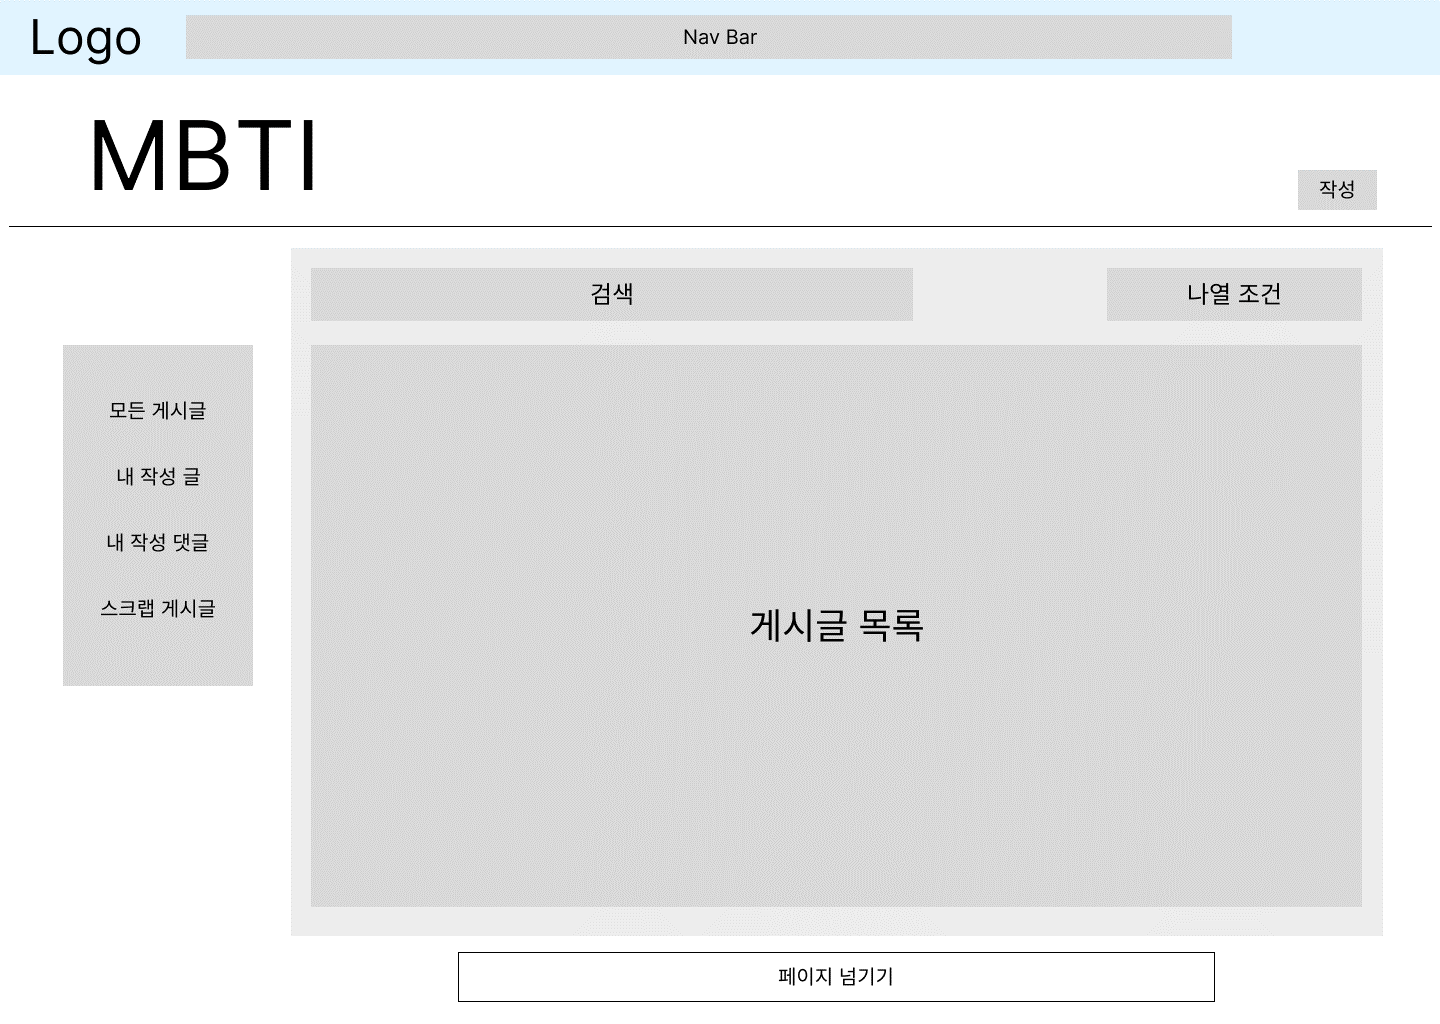 Logo
Nav Bar
MBTI
작성
검색
나열 조건
모든 게시글
내 작성 글
내 작성 댓글
스크랩 게시글
게시글 목록
페이지 넘기기